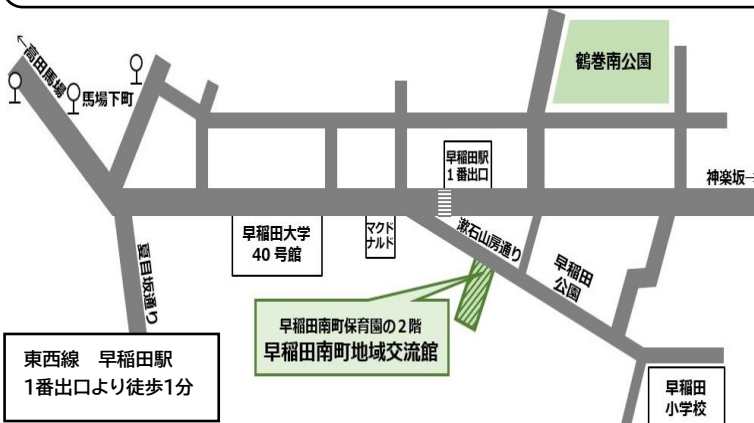 ←高田馬場
馬場下町
鶴巻南公園
早稲田駅
1番出口
神楽坂→
早稲田大学
40号館
マクド
ナルド
漱石山房通り
早稲田
公園
夏目坂通り
早稲田南町保育園の2階
早稲田南町地域交流館
東西線 早稲田駅
1番出口より徒歩1分
早稲田
小学校